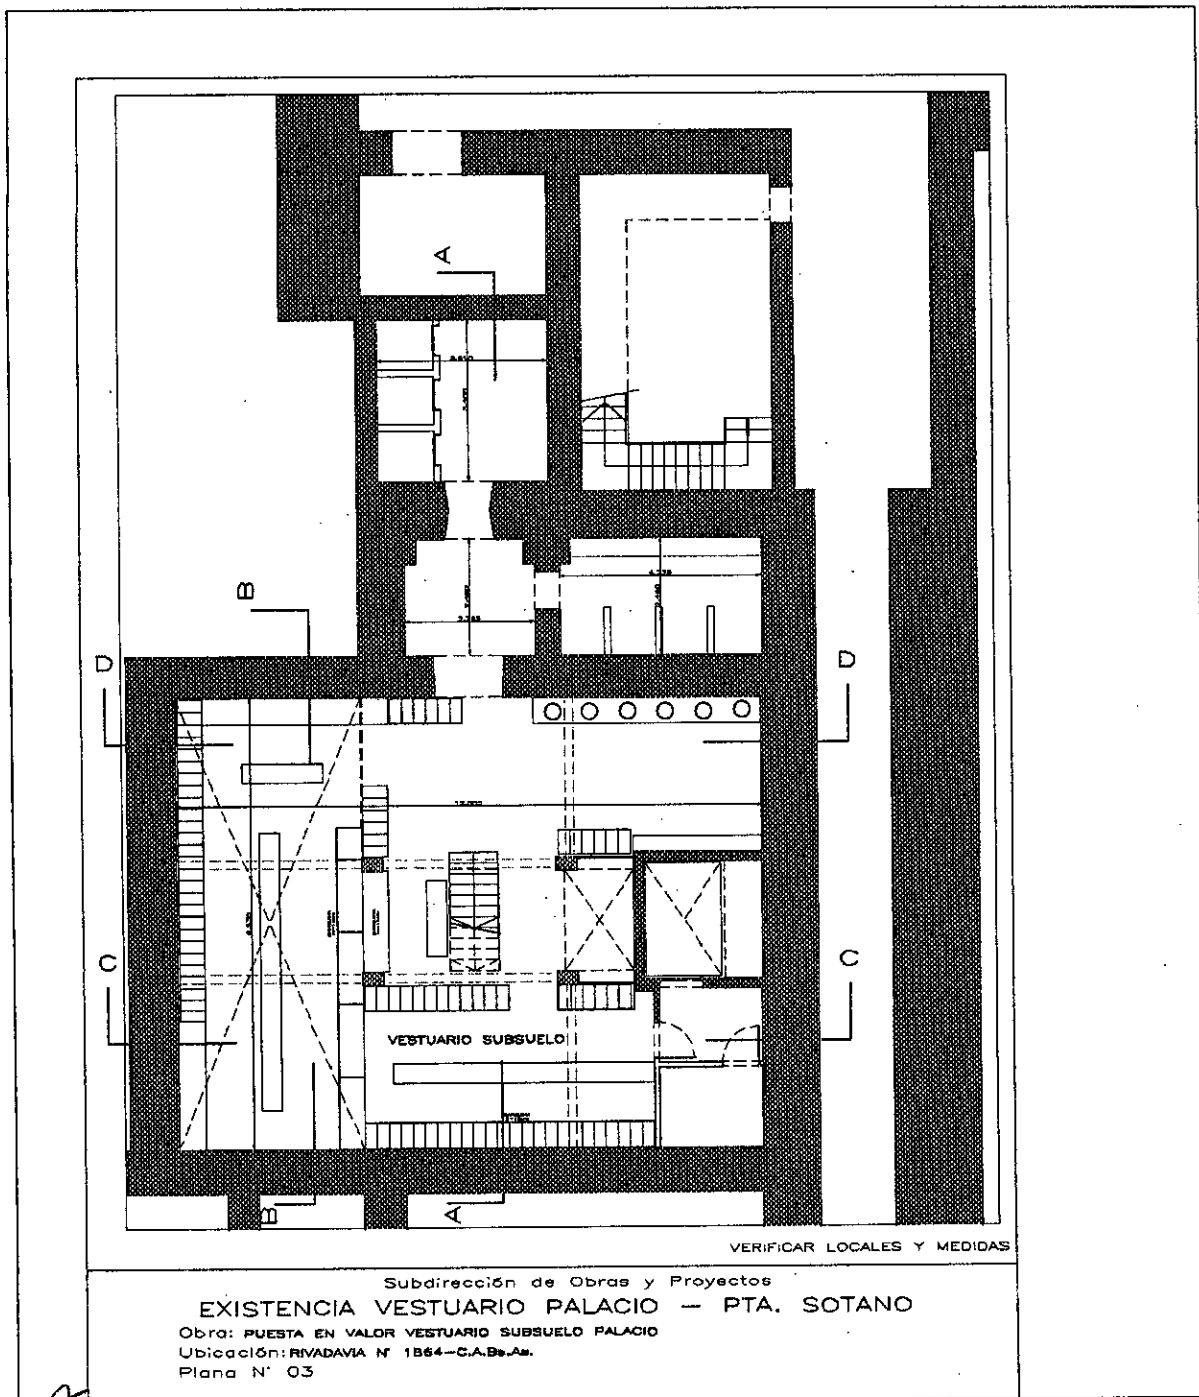 A
B
D
D
C
C
VESTUARIO SUBSUELO
B
A
VERIFICAR LOCALES Y MEDIDAS
Subdirección de Obras y Proyectos
EXISTENCIA VESTUARIO PALACIO — PTA. SOTANO
Obra: PUESTA EN VALOR VESTUARIO SUBSUELO PALACIO
Ubicación: RIVADAVIA N° 1864-C.A.Bs.As.
Plano N° 03